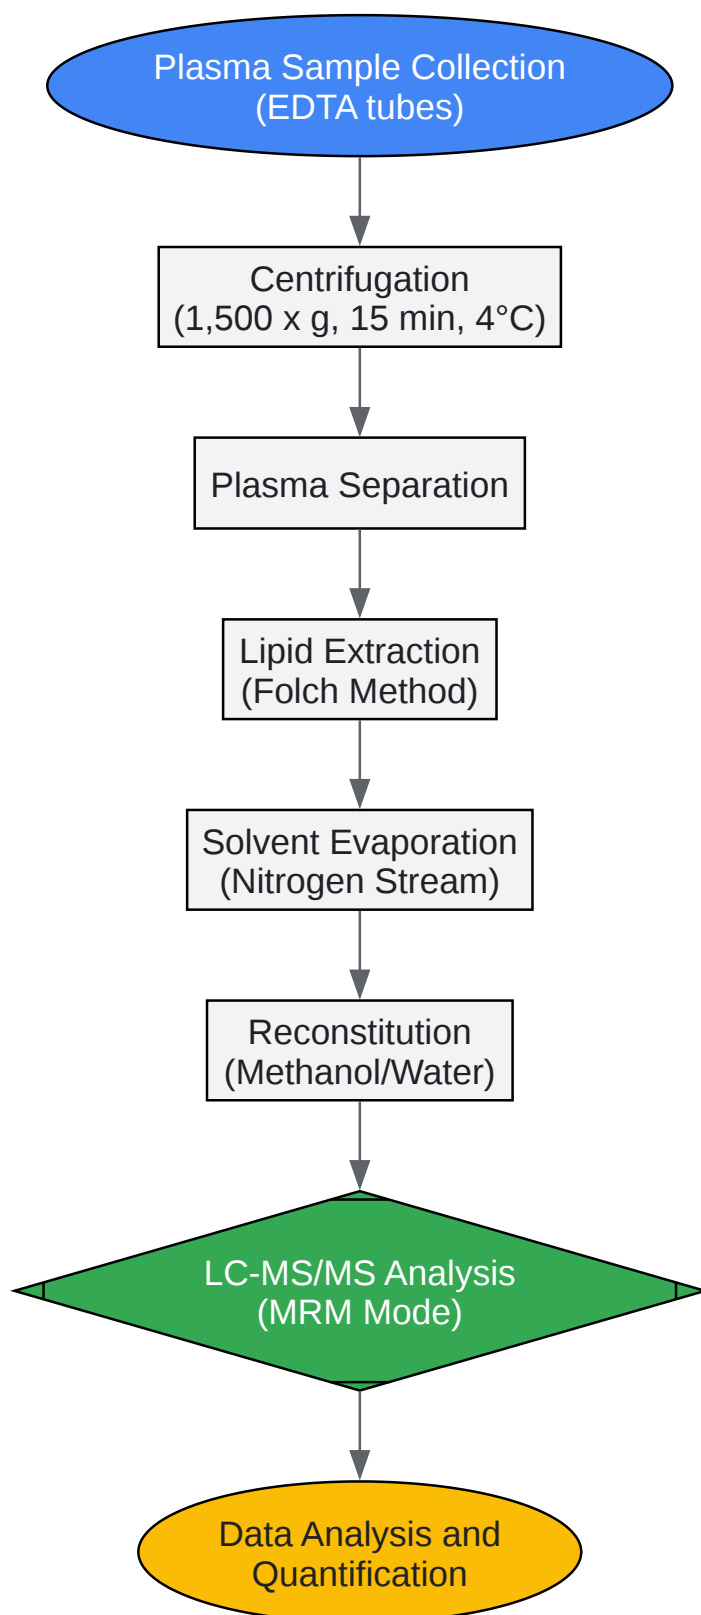 Plasma Sample Collection
(EDTA tubes)
Centrifugation
(1,500 x g, 15 min, 4°C)
Plasma Separation
Lipid Extraction
(Folch Method)
Solvent Evaporation
(Nitrogen Stream)
Reconstitution
(Methanol/Water)
LC-MS/MS Analysis
(MRM Mode)
Data Analysis and
Quantification